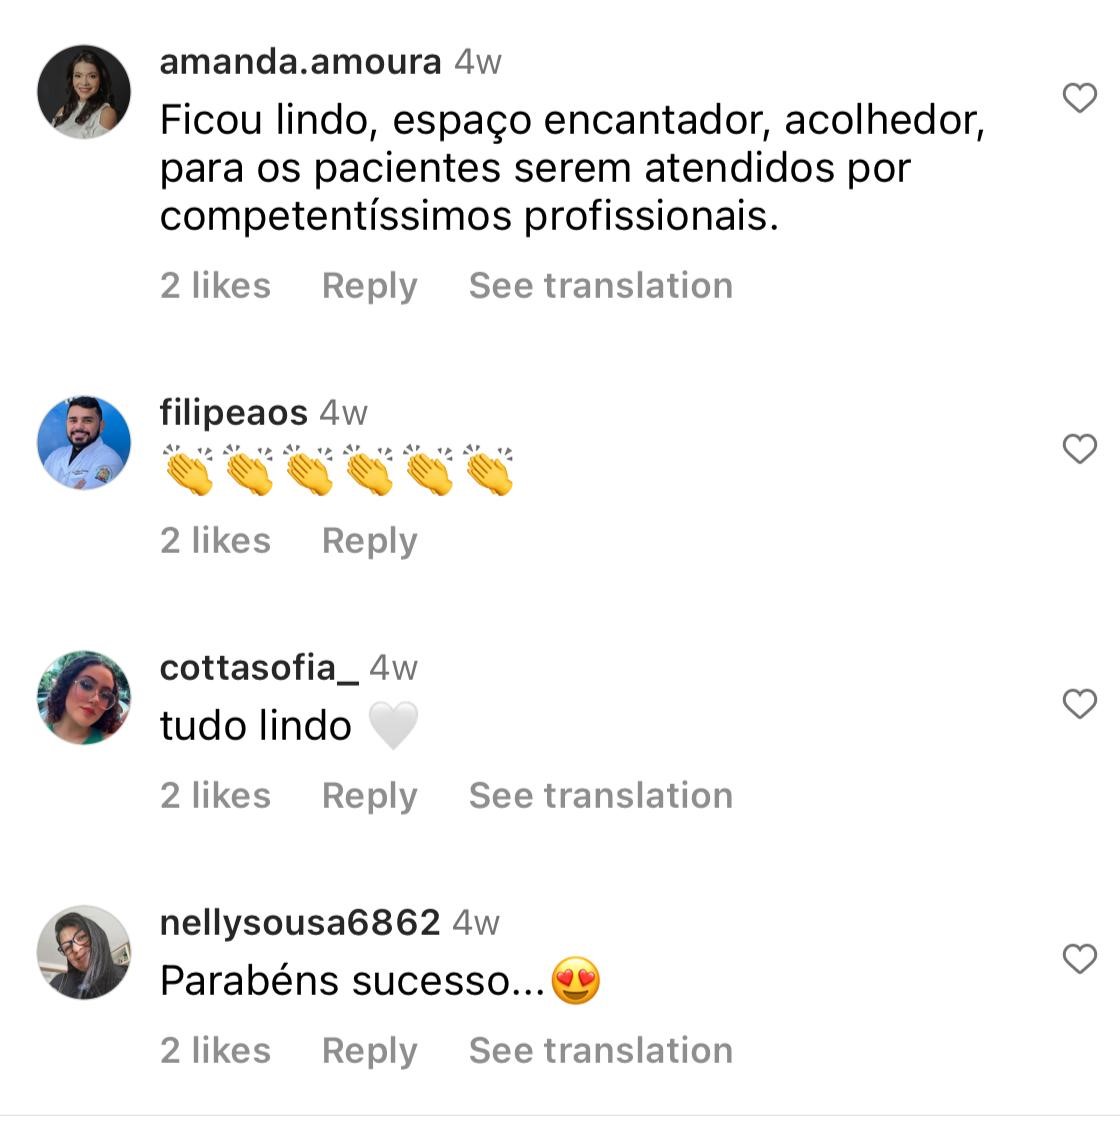 amanda.amoura 4w
Ficou lindo, espaço encantador, acolhedor,
para os pacientes serem atendidos por
competentíssimos profissionais.
2 likes Reply See translation
filipeaos 4w
👏👏👏👏👏👏
2 likes Reply
cottasofia_ 4w
tudo lindo 🤍
2 likes Reply See translation
nellysousa6862 4w
Parabéns sucesso...😍
2 likes Reply See translation